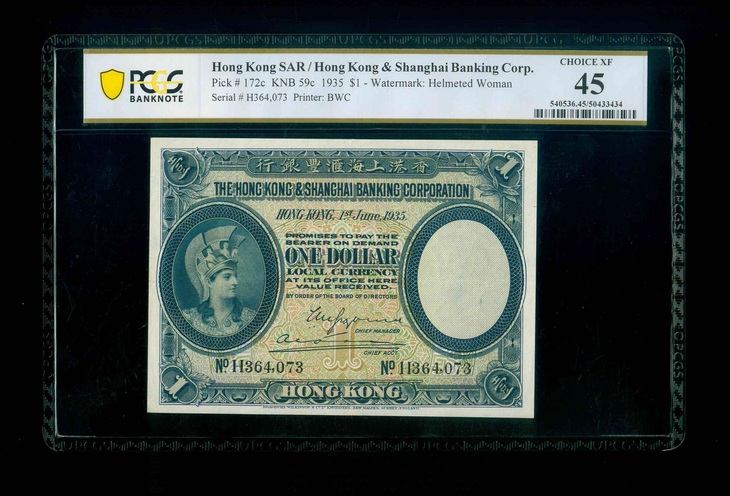 Hong Kong SAR / Hong Kong & Shanghai Banking Corp.
Pick # 172c KNB 59c 1935 $1 - Watermark: Helmeted Woman
Serial # H364,073 Printer: BWC
PCGS
BANKNOTE
CHOICE XF
45
540536.45/50433434
行銀豐滙海上港香
THE HONG KONG & SHANGHAI BANKING CORPORATION
HONG KONG, 1st June, 1935.
PROMISES TO PAY THE
BEARER ON DEMAND
ONE DOLLAR
LOCAL CURRENCY
AT ITS OFFICE HERE
VALUE RECEIVED.
BY ORDER OF THE BOARD OF DIRECTORS
CHIEF MANAGER
CHIEF ACCT.
No H364,073
No H364,073
1
1
HONG KONG